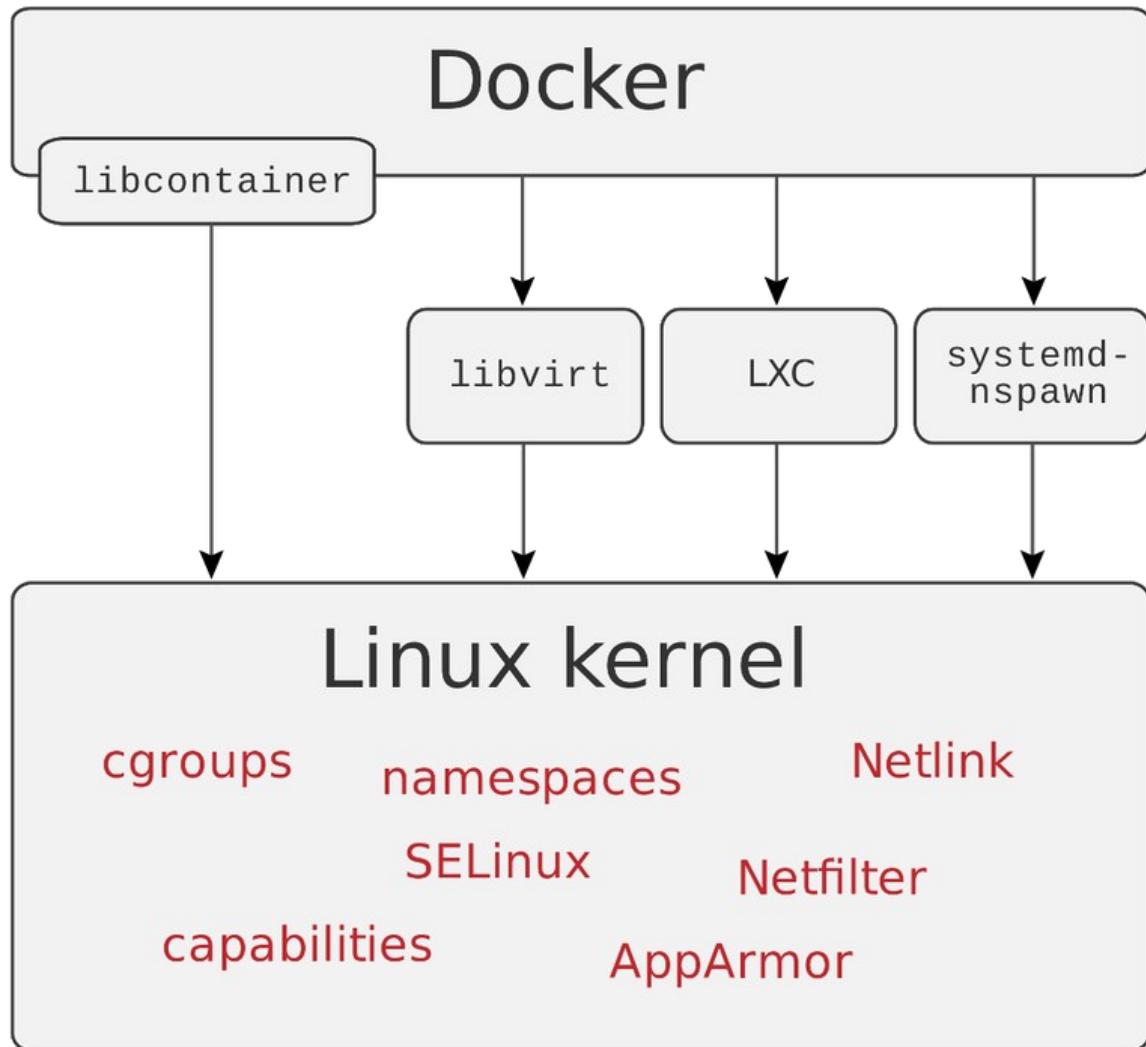 Docker
libcontainer
libvirt
LXC
systemd-
nspawn
Linux kernel
cgroups
namespaces
Netlink
SELinux
Netfilter
capabilities
AppArmor